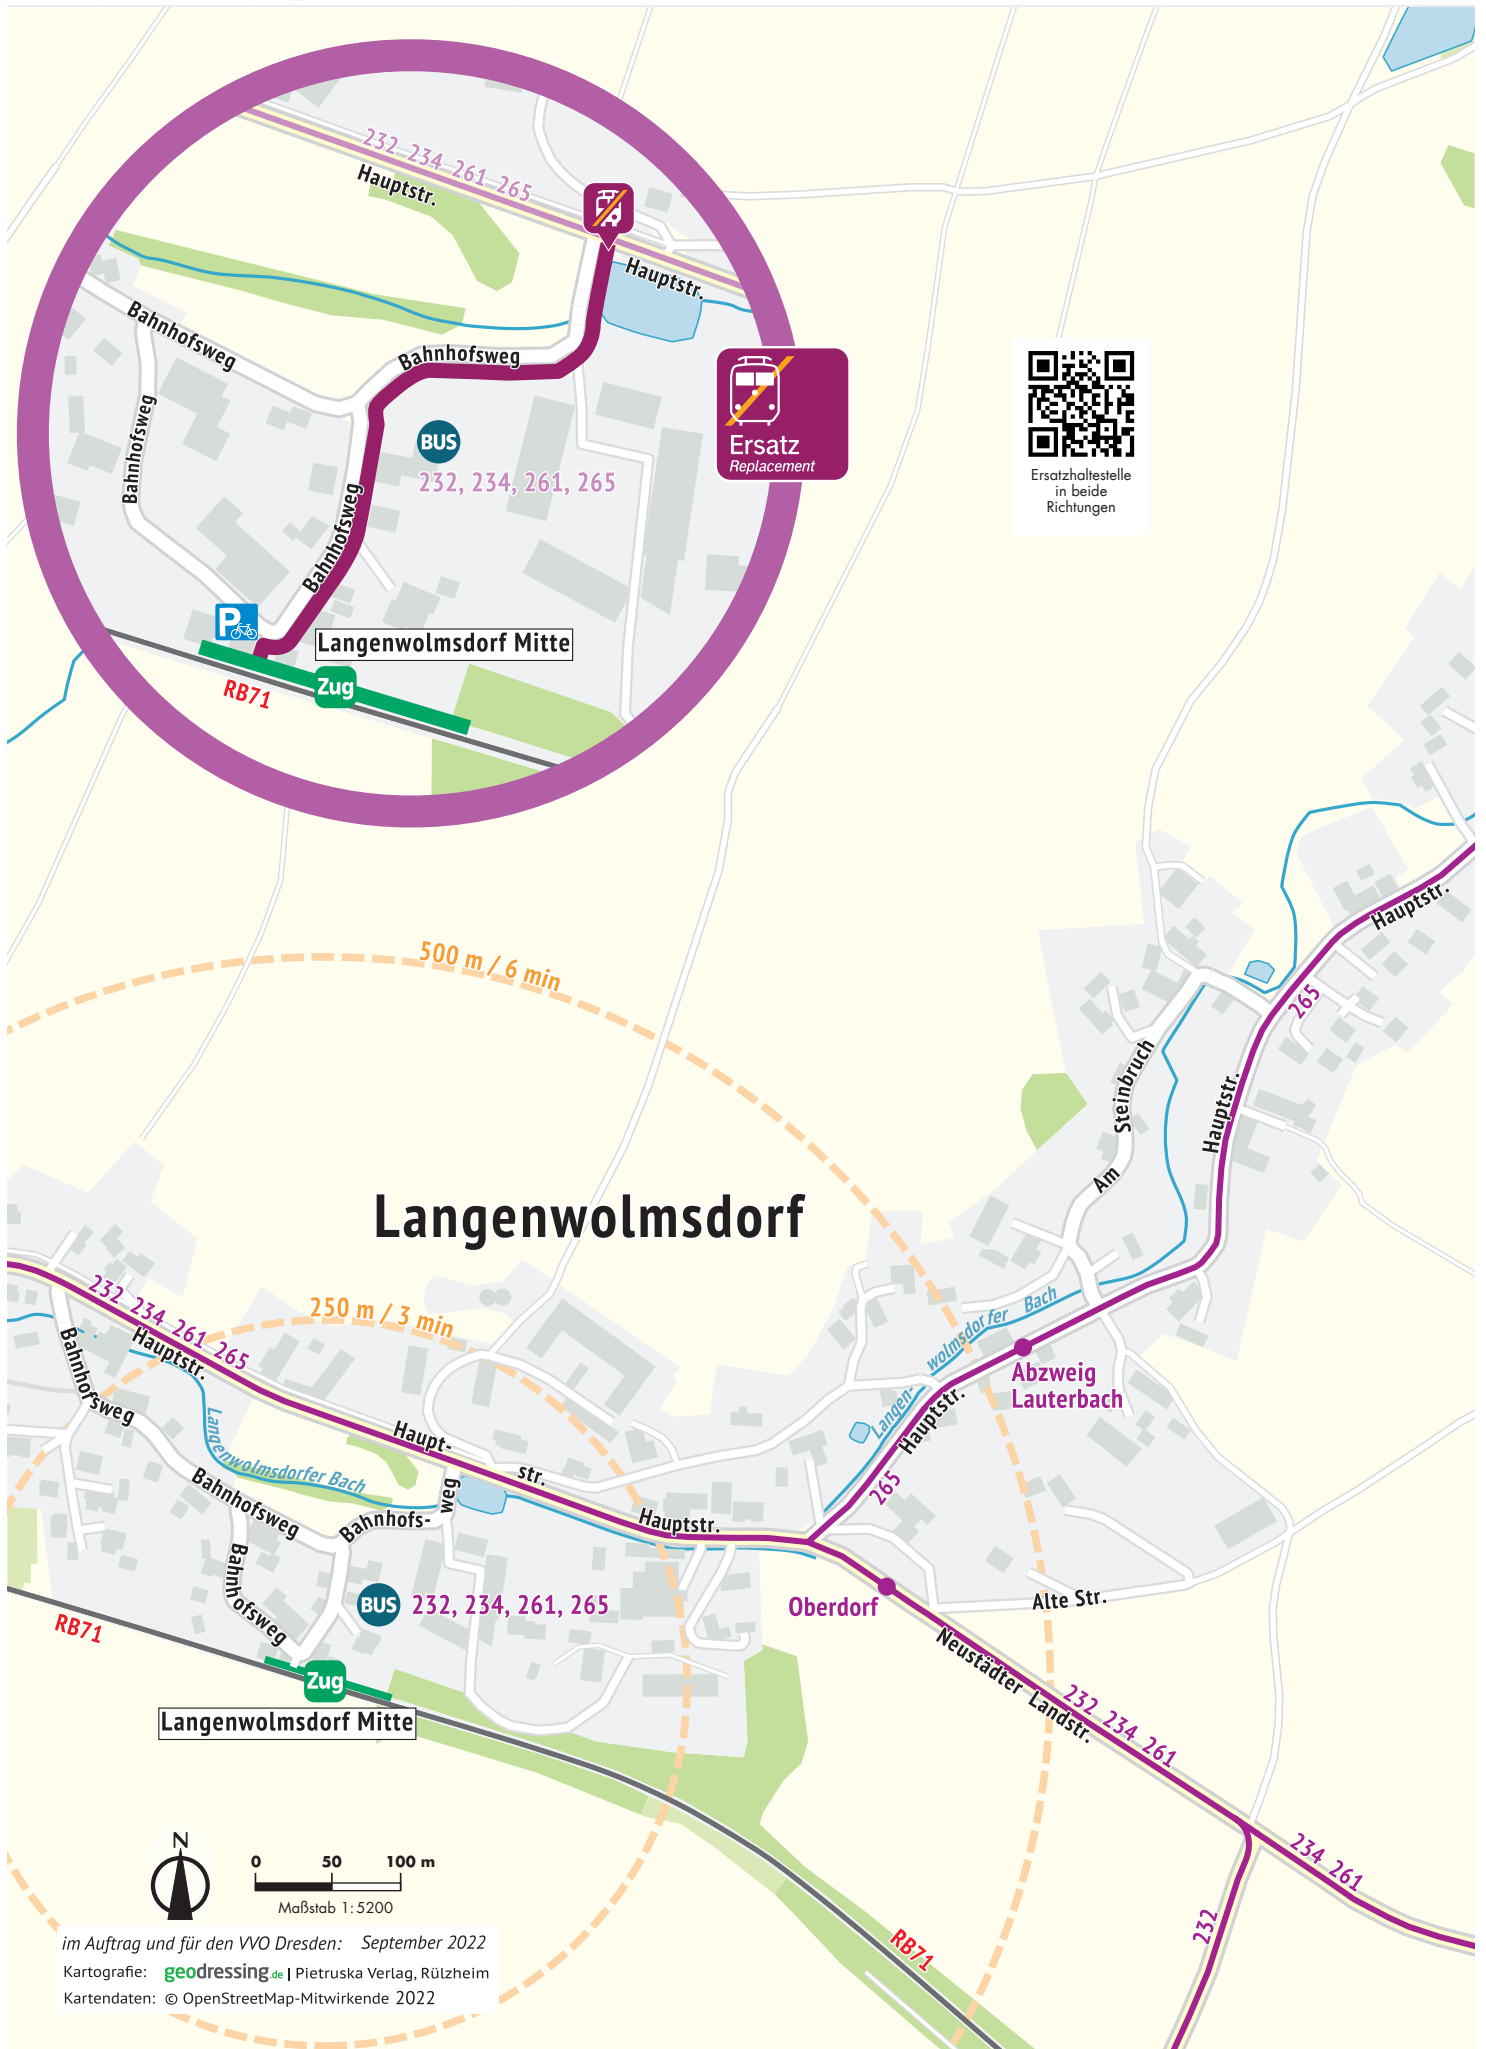 232 234 261 265
Hauptstr.
Hauptstr.
Bahnhofsweg
Bahnhofsweg
Bahnhofsweg
Bahnhofsweg
BUS
232, 234, 261, 265
P
Langenwolmsdorf Mitte
Zug
RB71
Ersatz
Replacement
Ersatzhaltestelle
in beide
Richtungen
500 m / 6 min
Hauptstr.
265
Steinbruch
Am
Hauptstr.
Langenwolmsdorf
250 m / 3 min
232 234 261 265
Hauptstr.
Bahnhofsweg
Langenwolmsdorfer Bach
Haupt-
str.
Hauptstr.
Langen-
wolmsdorfer Bach
Abzweig
Lauterbach
Hauptstr.
265
Bahnhofsweg
Bahnhofs-
weg
Bahnhofsweg
BUS
232, 234, 261, 265
Oberdorf
Alte Str.
Neustädter Landstr.
232 234 261
RB71
Zug
Langenwolmsdorf Mitte
234 261
232
RB71
N
0 50 100 m
Maßstab 1:5200
im Auftrag und für den VVO Dresden: September 2022
Kartografie: geodressing.de | Pietruska Verlag, Rülzheim
Kartendaten: © OpenStreetMap-Mitwirkende 2022